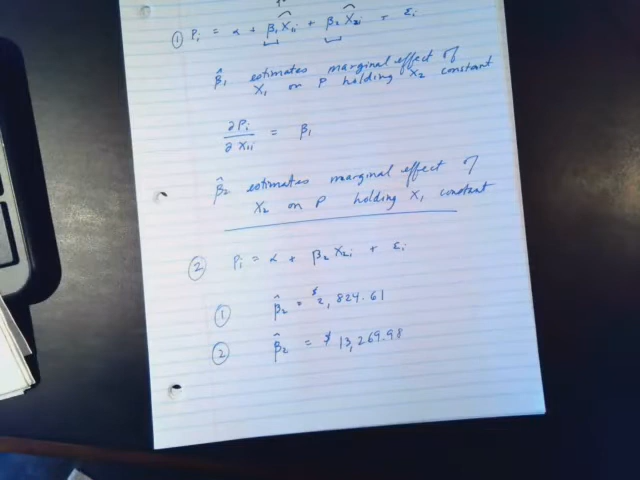 ① Pᵢ = α + β₁X₁ᵢ + β₂X₂ᵢ + εᵢ
β̂₁ estimates marginal effect of
X₁ on P holding X₂ constant
∂Pᵢ/∂X₁ᵢ = β₁
β̂₂ estimates marginal effect of
X₂ on P holding X₁ constant
② Pᵢ = α + β₂X₂ᵢ + εᵢ
① β̂₂ = $2,824.61
② β̂₂ = $13,269.98